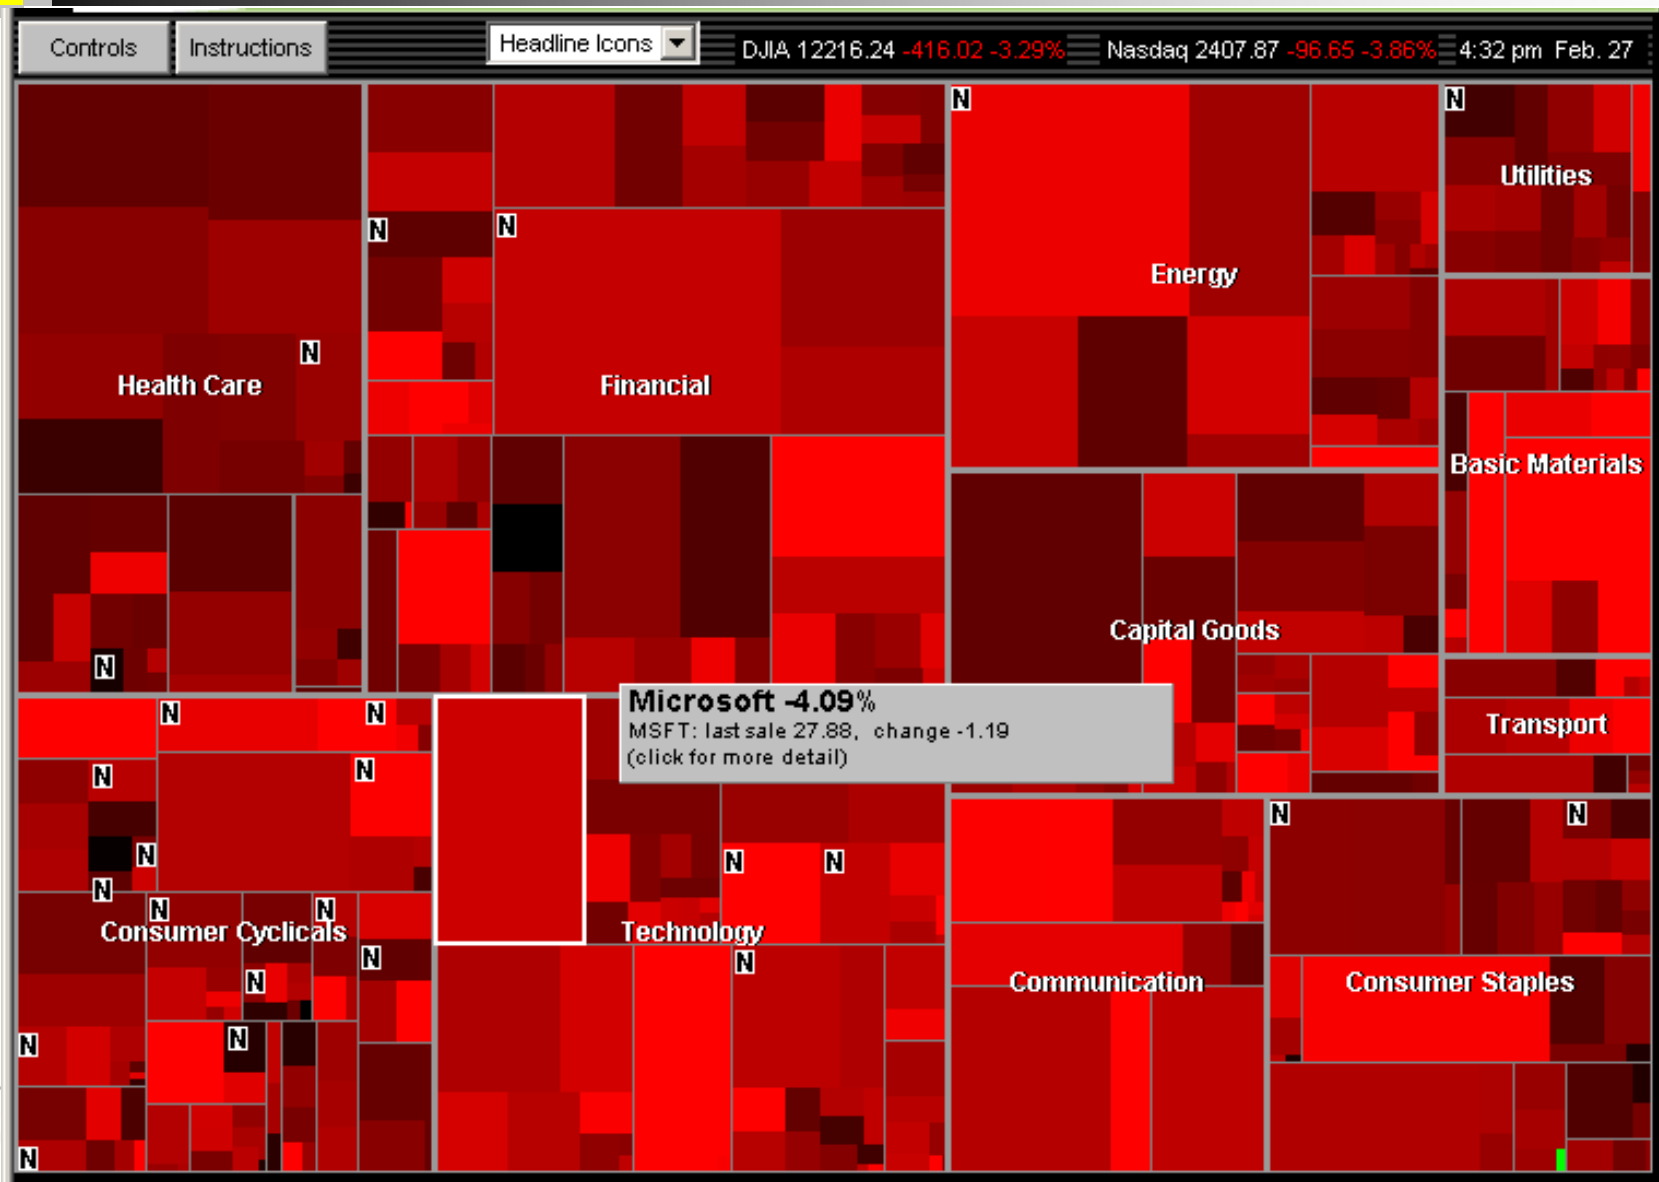 Controls
Instructions
Headline Icons
DJIA 12216.24 -416.02 -3.29%
Nasdaq 2407.87 -96.65 -3.86%
4:32 pm Feb. 27
N
N
Utilities
N
N
Energy
N
Health Care
Financial
Basic Materials
Capital Goods
N
Microsoft -4.09%
MSFT: last sale 27.88, change -1.19
(click for more detail)
N
N
Transport
N
N
N
N
N
N
N
N
N
N
Consumer Cyclicals
Technology
N
N
N
Communication
Consumer Staples
N
N
N